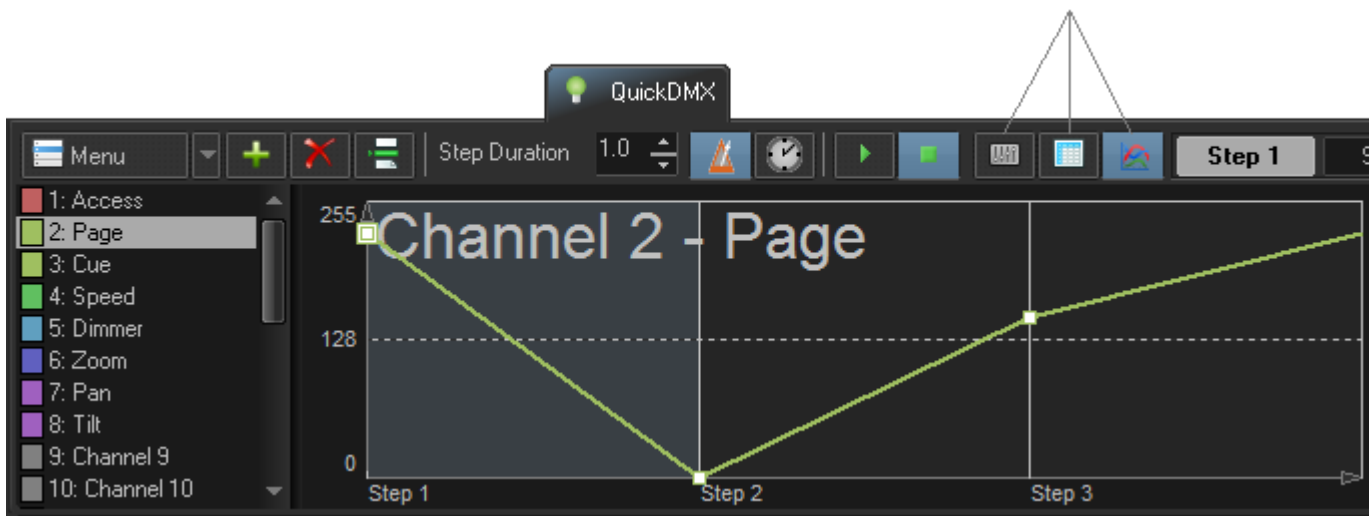 QuickDMX
Menu
Step Duration
1.0
Step 1
S
1: Access
2: Page
3: Cue
4: Speed
5: Dimmer
6: Zoom
7: Pan
8: Tilt
9: Channel 9
10: Channel 10
Channel 2 - Page
255
128
0
Step 1
Step 2
Step 3